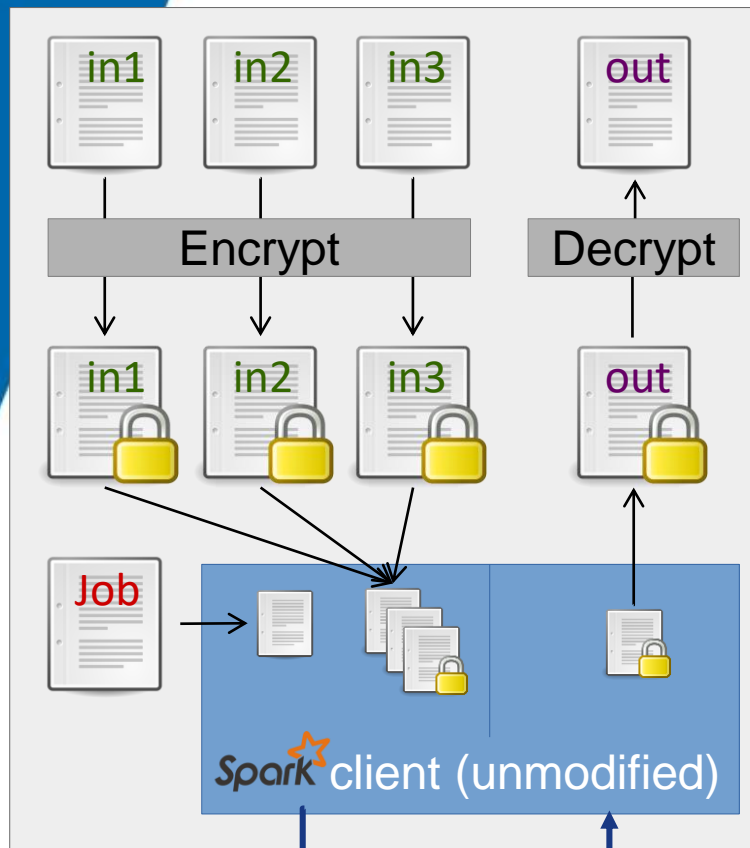 in1 in2 in3 out
Encrypt Decrypt
in1 in2 in3 out
Job
Spark client (unmodified)